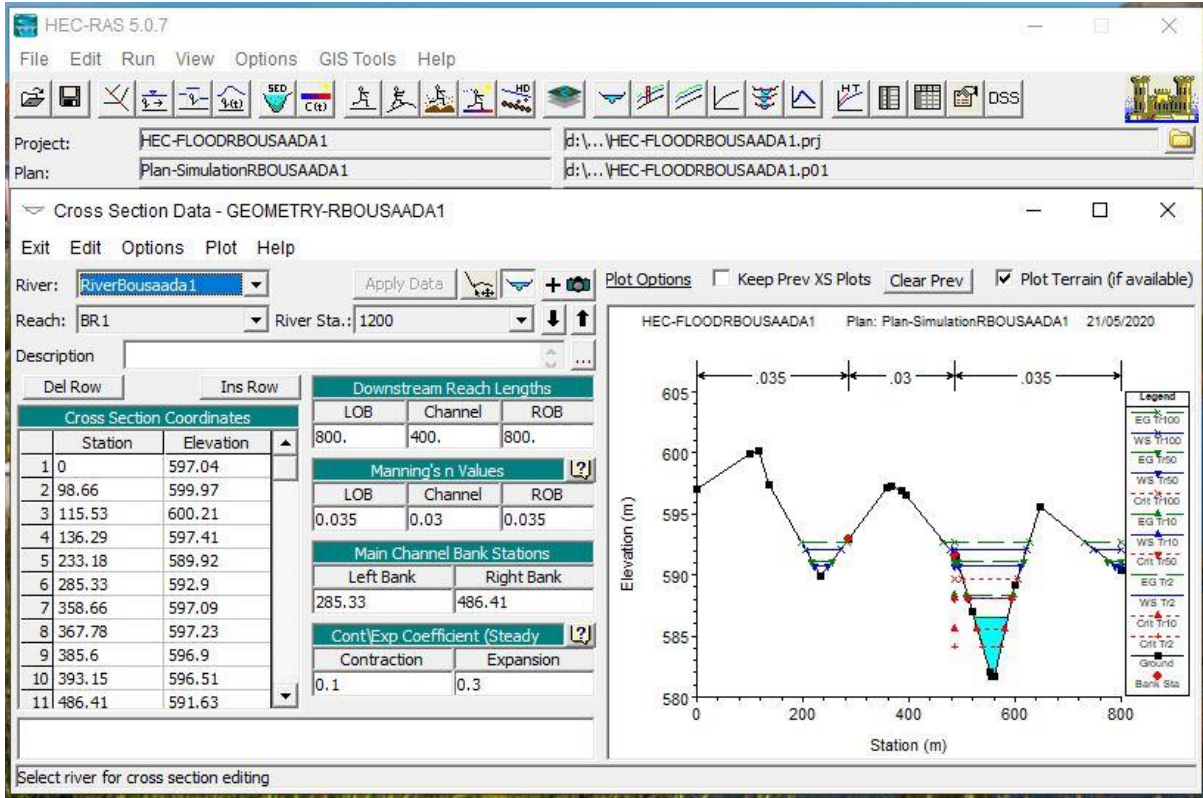 HEC-RAS 5.0.7
File Edit Run View Options GIS Tools Help
SED C(t) HD HT DSS
Project: HEC-FLOODRBOUSAADA1 d:\...\HEC-FLOODRBOUSAADA1.prj
Plan: Plan-SimulationRBOUSAADA1 d:\...\HEC-FLOODRBOUSAADA1.p01
Cross Section Data - GEOMETRY-RBOUSAADA1
Exit Edit Options Plot Help
River: RiverBousaada1 Apply Data
Reach: BR1 River Sta.: 1200
Description ...
Del Row Ins Row
Cross Section Coordinates
Station Elevation
1 0 597.04
2 98.66 599.97
3 115.53 600.21
4 136.29 597.41
5 233.18 589.92
6 285.33 592.9
7 358.66 597.09
8 367.78 597.23
9 385.6 596.9
10 393.15 596.51
11 486.41 591.63
Downstream Reach Lengths
LOB Channel ROB
800. 400. 800.
Manning's n Values
LOB Channel ROB
0.035 0.03 0.035
Main Channel Bank Stations
Left Bank Right Bank
285.33 486.41
Cont\Exp Coefficient (Steady
Contraction Expansion
0.1 0.3
Plot Options Keep Prev XS Plots Clear Prev Plot Terrain (if available)
HEC-FLOODRBOUSAADA1 Plan: Plan-SimulationRBOUSAADA1 21/05/2020
.035 .03 .035
605
600
595
590
585
580
Elevation (m)
0 200 400 600 800
Station (m)
Legend
EG Tr100
WS Tr100
EG Tr50
WS Tr50
Crit Tr100
EG Tr10
WS Tr10
Crit Tr50
EG Tr2
WS Tr2
Crit Tr10
Crit Tr2
Ground
Bank Sta
Select river for cross section editing